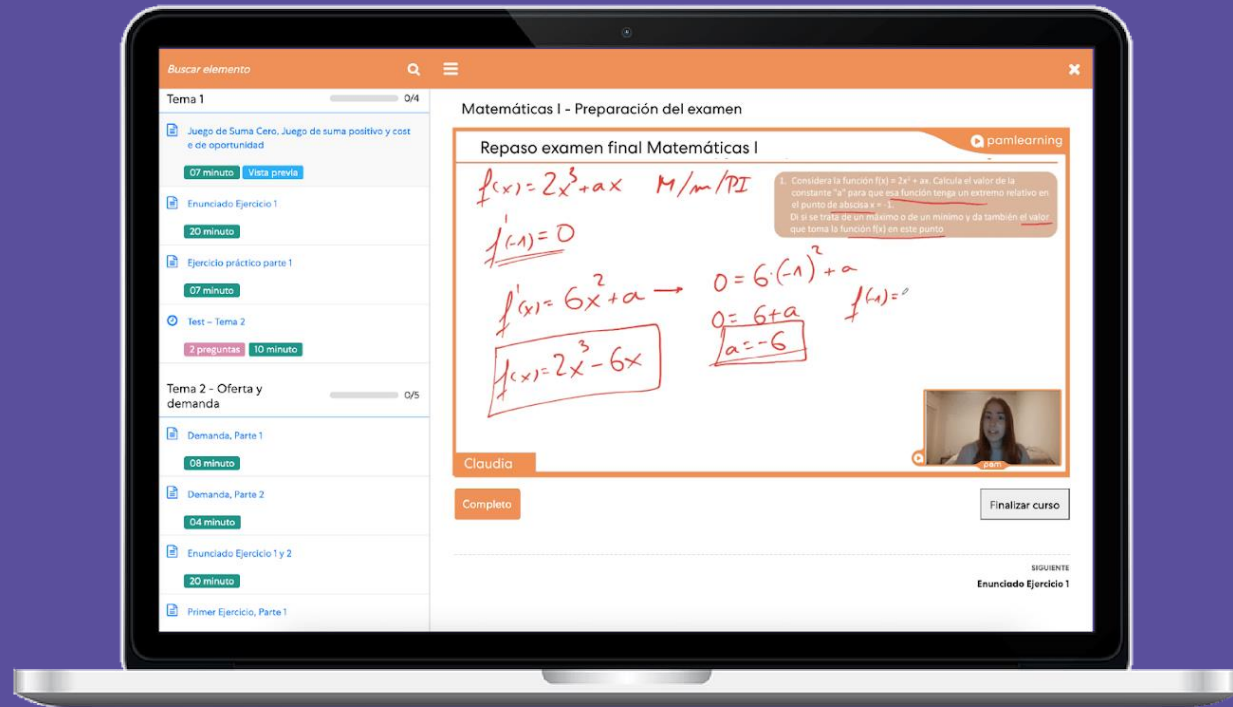 Buscar elemento
Tema 1
0/4
Juego de Suma Cero, Juego de suma positivo y cost
e de oportunidad
07 minuto Vista previa
Enunciado Ejercicio 1
20 minuto
Ejercicio práctico parte 1
07 minuto
Test – Tema 2
2 preguntas 10 minuto
Tema 2 - Oferta y
demanda
0/5
Demanda, Parte 1
08 minuto
Demanda, Parte 2
04 minuto
Enunciado Ejercicio 1 y 2
20 minuto
Primer Ejercicio, Parte 1
Matemáticas I - Preparación del examen
Repaso examen final Matemáticas I
pamlearning
f(x) = 2x³ + ax M/m/PI
1. Considera la función f(x) = 2x³ + ax. Calcula el valor de la
constante "a" para que esa función tenga un extremo relativo en
el punto de abscisa x = -1.
Di si se trata de un máximo o de un mínimo y da también el valor
que toma la función f(x) en este punto
f'(-1) = 0
f'(x) = 6x² + a → 0 = 6·(-1)² + a
0 = 6 + a
a = -6
f(-1) =
f(x) = 2x³ - 6x
Claudia
pam
Completo
Finalizar curso
SIGUIENTE
Enunciado Ejercicio 1